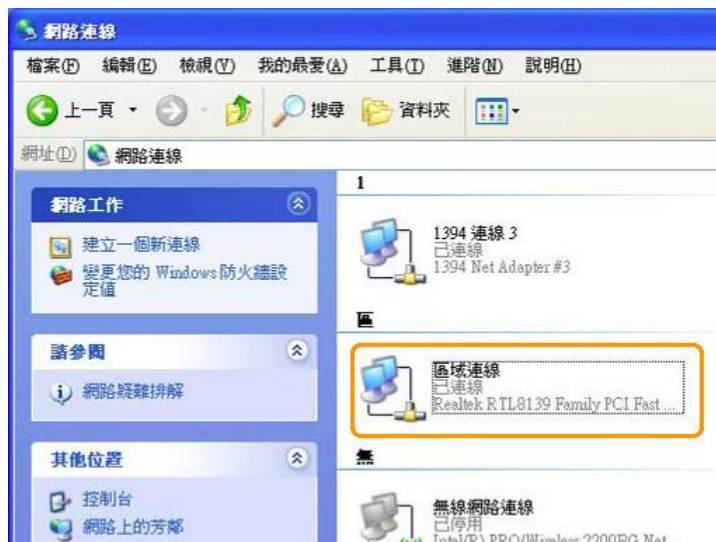 網路連線
檔案(F) 編輯(E) 檢視(V) 我的最愛(A) 工具(T) 進階(N) 說明(H)
上一頁 搜尋 資料夾
網址(D) 網路連線
網路工作
建立一個新連線
變更您的 Windows 防火牆設
定值
請參閱
網路疑難排解
其他位置
控制台
網路上的芳鄰
1
1394 連線 3
已連線
1394 Net Adapter #3
區
區域連線
已連線
Realtek RTL8139 Family PCI Fast ...
無
無線網路連線
已停用
Intel(R) PRO/Wireless 2200BG Net